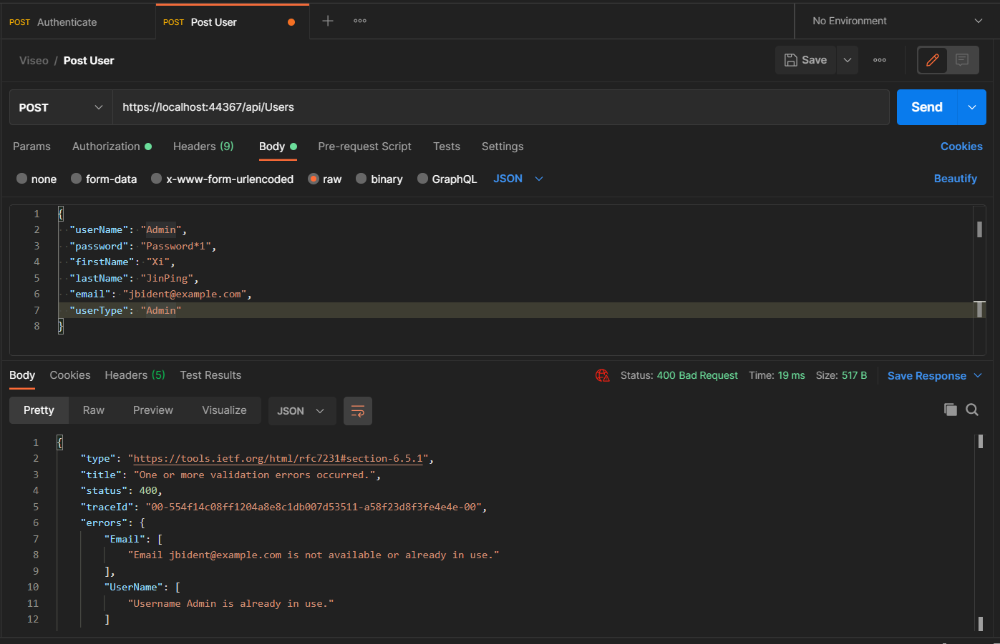 POST Authenticate POST Post User No Environment
Viseo / Post User Save
POST https://localhost:44367/api/Users Send
Params Authorization Headers (9) Body Pre-request Script Tests Settings Cookies
none form-data x-www-form-urlencoded raw binary GraphQL JSON Beautify
1 {
2 "userName": "Admin",
3 "password": "Password*1",
4 "firstName": "Xi",
5 "lastName": "JinPing",
6 "email": "jbident@example.com",
7 "userType": "Admin"
8 }
Body Cookies Headers (5) Test Results Status: 400 Bad Request Time: 19 ms Size: 517 B Save Response
Pretty Raw Preview Visualize JSON
1 {
2 "type": "https://tools.ietf.org/html/rfc7231#section-6.5.1",
3 "title": "One or more validation errors occurred.",
4 "status": 400,
5 "traceId": "00-554f14c08ff1204a8e8c1db007d53511-a58f23d8f3fe4e4e-00",
6 "errors": {
7 "Email": [
8 "Email jbident@example.com is not available or already in use."
9 ],
10 "UserName": [
11 "Username Admin is already in use."
12 ]